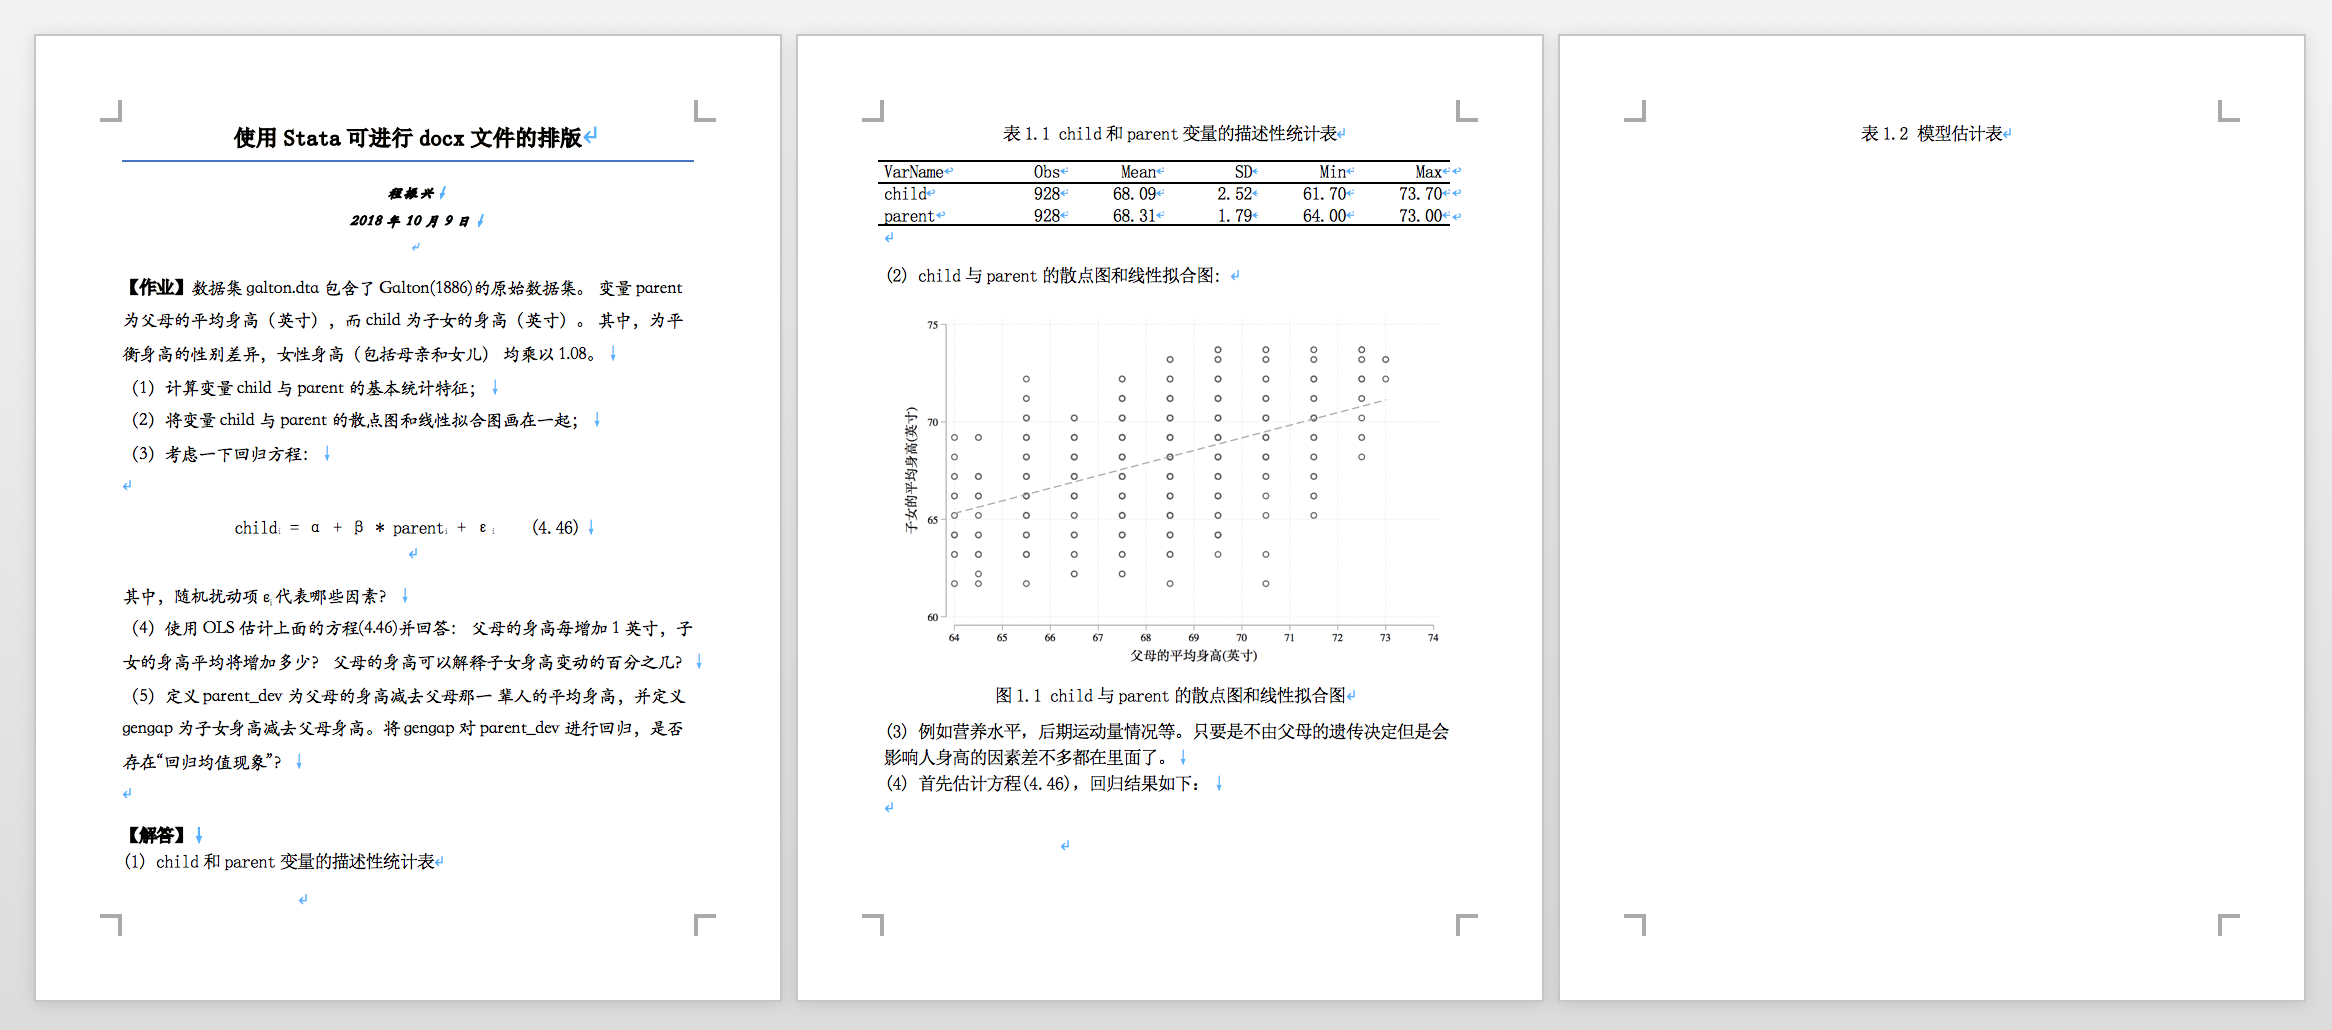 使用 Stata 可进行 docx 文件的排版
程振兴
2018 年 10 月 9 日
【作业】数据集 galton.dta 包含了 Galton(1886)的原始数据集。 变量 parent
为父母的平均身高（英寸），而 child 为子女的身高（英寸）。 其中，为平
衡身高的性别差异，女性身高（包括母亲和女儿） 均乘以 1.08。
（1）计算变量 child 与 parent 的基本统计特征；
（2）将变量 child 与 parent 的散点图和线性拟合图画在一起；
（3）考虑一下回归方程：
childᵢ = α + β * parentᵢ + εᵢ （4.46）
其中，随机扰动项 εᵢ 代表哪些因素？
（4）使用 OLS 估计上面的方程(4.46)并回答： 父母的身高每增加 1 英寸，子
女的身高平均将增加多少？ 父母的身高可以解释子女身高变动的百分之几？
（5）定义 parent_dev 为父母的身高减去父母那一 辈人的平均身高，并定义
gengap 为子女身高减去父母身高。将 gengap 对 parent_dev 进行回归，是否
存在“回归均值现象”？
【解答】
(1) child 和 parent 变量的描述性统计表
表 1.1 child 和 parent 变量的描述性统计表
VarName Obs Mean SD Min Max
child 928 68.09 2.52 61.70 73.70
parent 928 68.31 1.79 64.00 73.00
(2) child 与 parent 的散点图和线性拟合图：
75
70
65
60
子女的平均身高(英寸)
64 65 66 67 68 69 70 71 72 73 74
父母的平均身高(英寸)
图 1.1 child 与 parent 的散点图和线性拟合图
(3) 例如营养水平，后期运动量情况等。只要是不由父母的遗传决定但是会
影响人身高的因素差不多都在里面了。
(4) 首先估计方程(4.46)，回归结果如下：
表 1.2 模型估计表